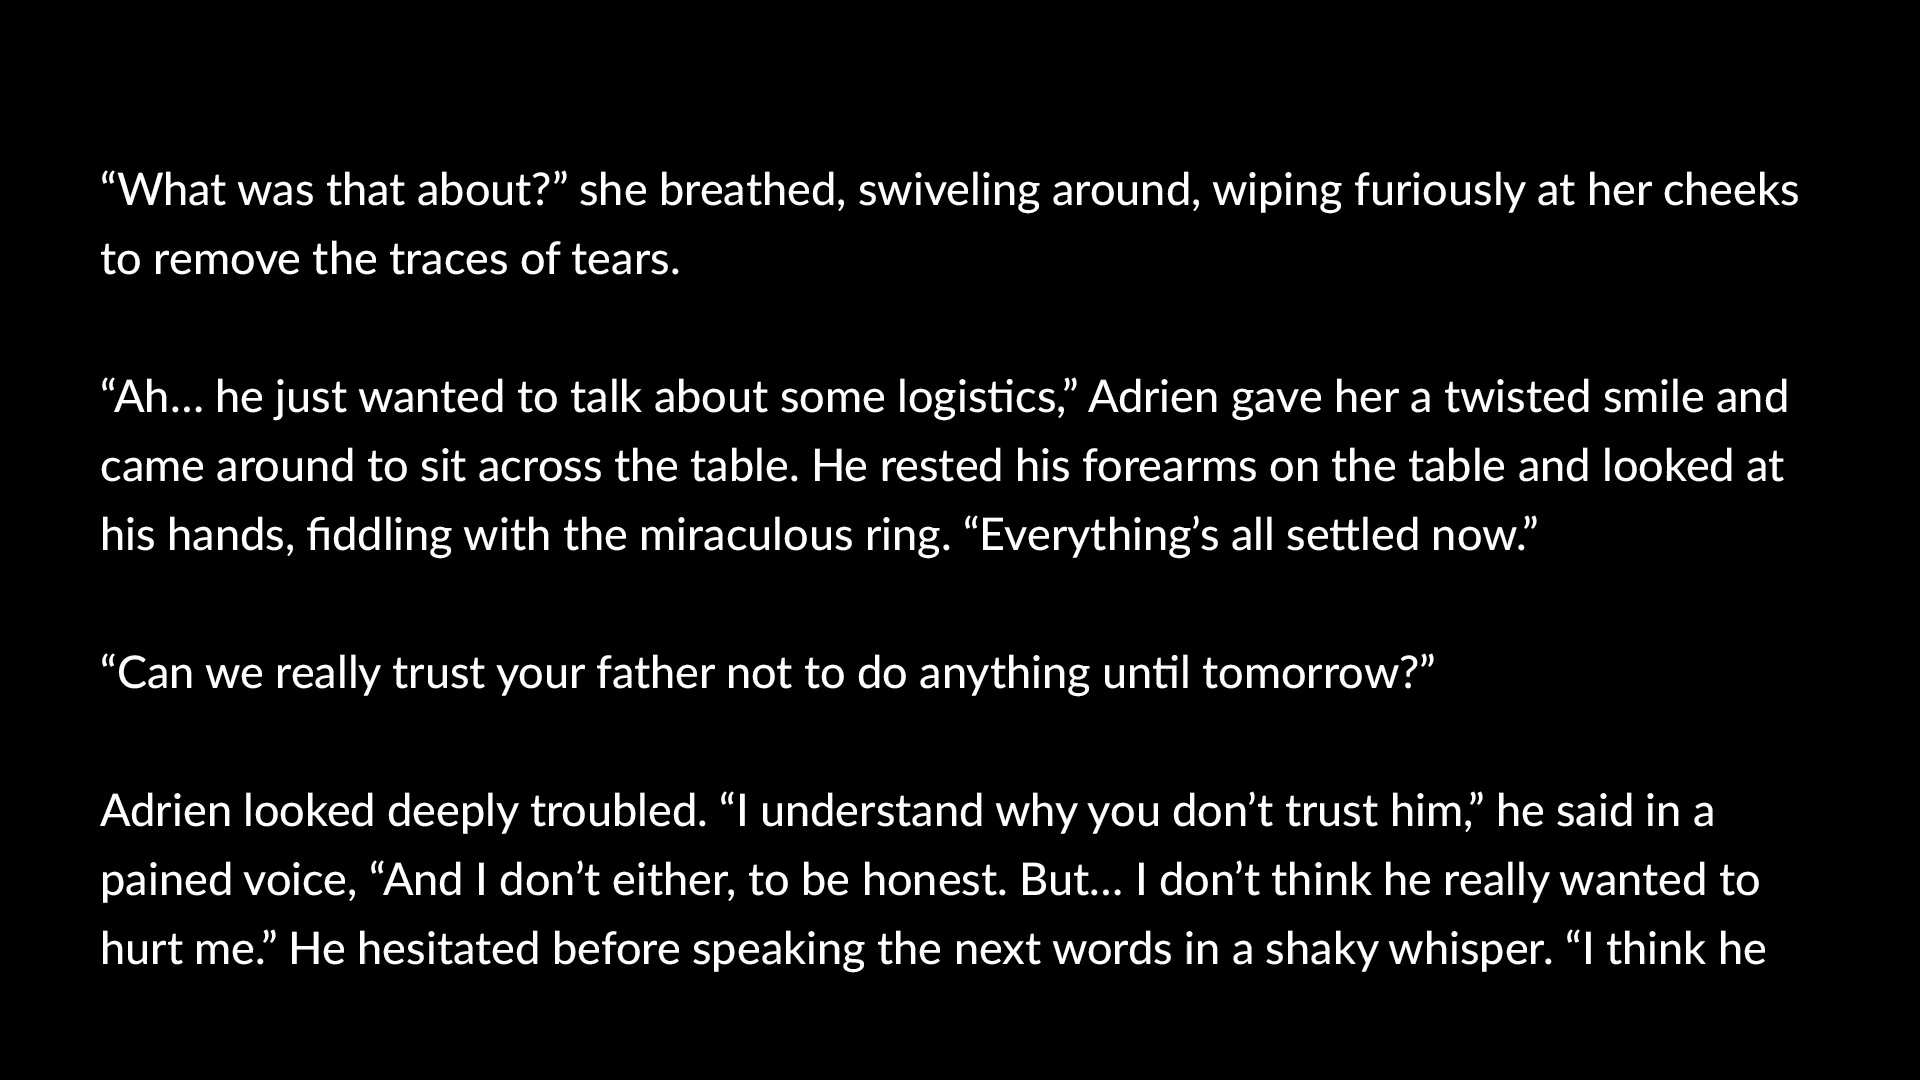 “What was that about?” she breathed, swiveling around, wiping furiously at her cheeks
to remove the traces of tears.
“Ah… he just wanted to talk about some logistics,” Adrien gave her a twisted smile and
came around to sit across the table. He rested his forearms on the table and looked at
his hands, fiddling with the miraculous ring. “Everything’s all settled now.”
“Can we really trust your father not to do anything until tomorrow?”
Adrien looked deeply troubled. “I understand why you don’t trust him,” he said in a
pained voice, “And I don’t either, to be honest. But… I don’t think he really wanted to
hurt me.” He hesitated before speaking the next words in a shaky whisper. “I think he